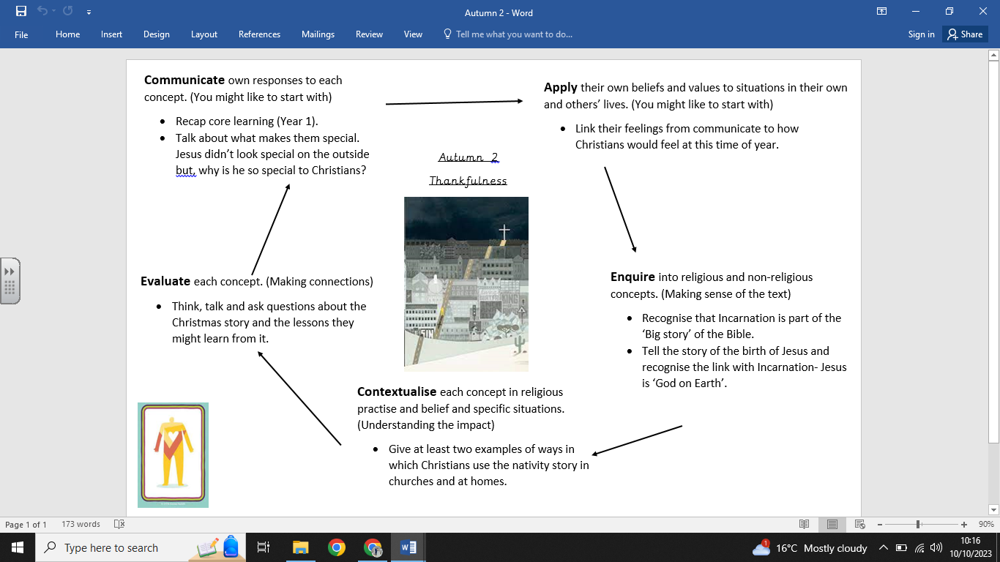 Autumn 2 - Word
File Home Insert Design Layout References Mailings Review View Tell me what you want to do... Sign in Share
Communicate own responses to each
concept. (You might like to start with)
• Recap core learning (Year 1).
• Talk about what makes them special.
Jesus didn't look special on the outside
but, why is he so special to Christians?
Apply their own beliefs and values to situations in their own
and others' lives. (You might like to start with)
• Link their feelings from communicate to how
Christians would feel at this time of year.
Autumn 2
Thankfulness
Evaluate each concept. (Making connections)
• Think, talk and ask questions about the
Christmas story and the lessons they
might learn from it.
Enquire into religious and non-religious
concepts. (Making sense of the text)
• Recognise that Incarnation is part of the
'Big story' of the Bible.
• Tell the story of the birth of Jesus and
recognise the link with Incarnation- Jesus
is 'God on Earth'.
KING
SIN
Contextualise each concept in religious
practise and belief and specific situations.
(Understanding the impact)
• Give at least two examples of ways in
which Christians use the nativity story in
churches and at homes.
Page 1 of 1 173 words 90%
Type here to search
16°C Mostly cloudy
10:16
10/10/2023
1